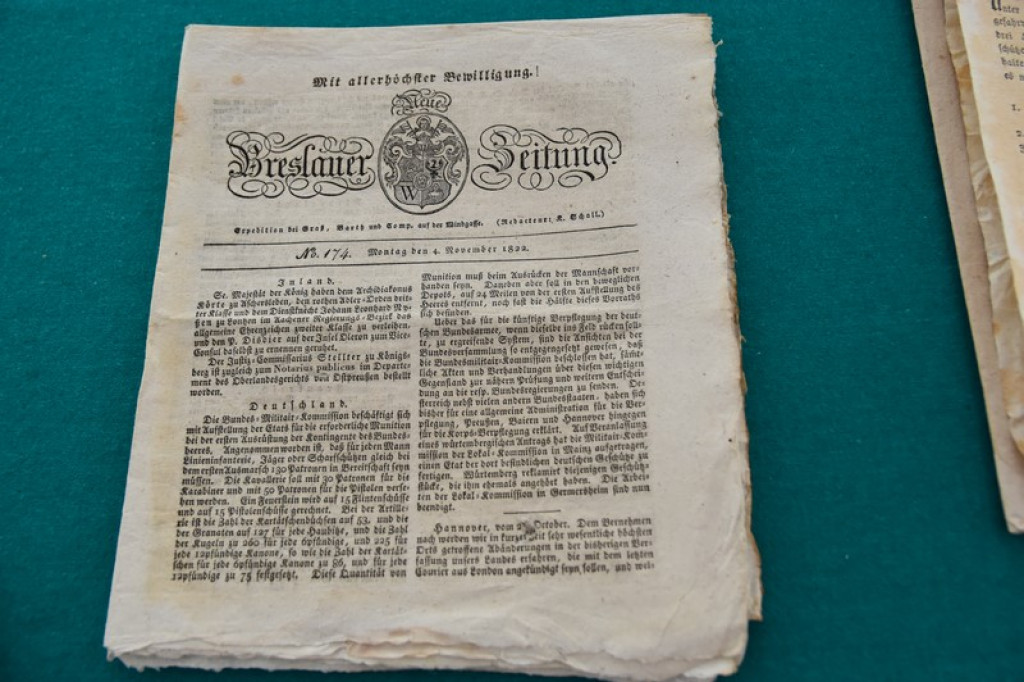 Mit allerhöchster Bewilligung.
Neue
Breslauer Zeitung.
W
Expedition bei Graß, Barth und Comp. auf der Windgasse. (Redacteur: K. Schall.)
No. 174. Montag den 4. November 1822.
Inland.
Se. Majestät der König haben dem Archidiakonus
Körte zu Aschersleben, den rothen Adler-Orden drit-
ter Klasse und dem Dienstknecht Johann Leonhard
ßen zu Lonzen im Aachener Regierungs-Bezirk das
allgemeine Ehrenzeichen zweiter Klasse zu verleihen,
und den P. Disdier auf der Insel Oleron zum Vice-
Consul daselbst zu ernennen geruhet.
Der Justiz-Commissarius Stellter zu Königs-
berg ist zugleich zum Notarius publicus im Departe-
ment des Oberlandesgerichts von Ostpreußen bestellt
worden.
Deutschland.
Die Bundes-Militair-Kommission beschäftigt sich
mit Aufstellung der Etats für die erforderliche Munition
bei der ersten Ausrüstung der Kontingente des Bundes-
heeres. Angenommen worden ist, daß für jeden Mann
Linieninfanterie, Jäger oder Scharfschützen gleich bei
dem ersten Ausmarsch 130 Patronen in Bereitschaft seyn
müssen. Die Kavallerie soll mit 30 Patronen für die
Karabiner und mit 50 Patronen für die Pistolen verse-
hen werden. Ein Feuerstein wird auf 15 Flintenschüsse
und auf 15 Pistolenschüsse gerechnet. Bei der Artille-
rie ist die Zahl der Kartätschenbüchsen auf 53, und die
der Granaten auf 127 für jede Haubitze, und die Zahl
der Kugeln zu 260 für jede 6pfündige, und 225 für
jede 12pfündige Kanone, so wie die Zahl der Kartät-
schen für jede 6pfündige Kanone zu 86, und für jede
12pfündige zu 75 festgesetzt. Diese Quantität von
Munition muß beim Ausrücken der Mannschaft vor-
handen seyn. Daneben aber soll in den beweglichen
Depots, auf 24 Meilen von der ersten Aufstellung des
Heeres entfernt, noch fast die Hälfte dieses Vorraths
sich befinden.
Ueber das für die künftige Verpflegung der deut-
schen Bundesarmee, wenn dieselbe ins Feld rücken soll-
te, zu ergreifende System, sind die Ansichten bei der
Bundesversammlung so entgegengesetzt gewesen, daß
die Bundesmilitair-Kommission beschlossen hat, sämt-
liche Akten und Verhandlungen über diesen wichtigen
Gegenstand zur nähern Prüfung und weitern Entschei-
dung an die resp. Bundesregierungen zu senden. Oe-
sterreich nebst vielen andern Bundesstaaten, haben sich
bisher für eine allgemeine Administration für die Ver-
pflegung, Preußen, Baiern und Hannover hingegen
für die Korps-Verpflegung erklärt. Auf Veranlassung
eines würtembergischen Antrags hat die Militair-Kom-
mission der Lokal-Kommission in Mainz aufgetragen,
einen Etat der dort befindlichen deutschen Geschütze zu
fertigen. Würtemberg reklamirt diejenigen Geschütz-
stücke, die ihm ehemals angehört haben. Die Arbei-
ten der Lokal-Kommission in Germersheim sind nun
beendigt.
Hannover, vom October. Dem Vernehmen
nach werden wir in kurzer Zeit sehr wesentliche höchsten
Orts getroffene Abänderungen in der bisherigen Ver-
fassung unsers Landes erfahren, die mit dem letzten
Courier aus London angekündigt seyn sollen, und wel-
Unter
gefahr
drei
schütze
halte
es
1.
2.